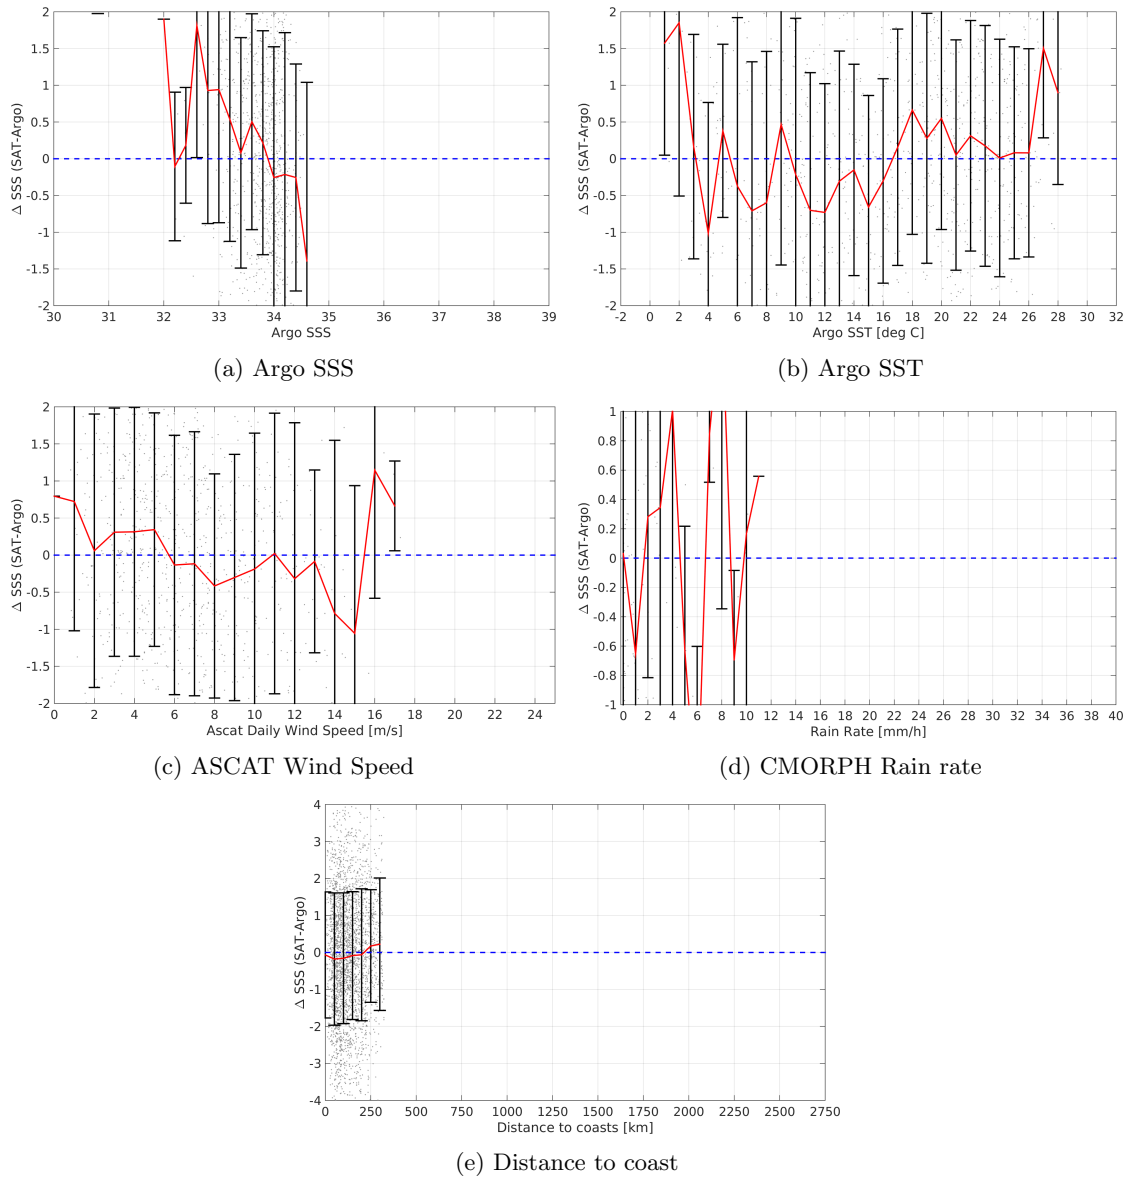 2
1.5
1
0.5
0
-0.5
-1
-1.5
-2
Δ SSS (SAT-Argo)
30 31 32 33 34 35 36 37 38 39
Argo SSS
(a) Argo SSS
2
1.5
1
0.5
0
-0.5
-1
-1.5
-2
Δ SSS (SAT-Argo)
-2 0 2 4 6 8 10 12 14 16 18 20 22 24 26 28 30 32
Argo SST [deg C]
(b) Argo SST
2
1.5
1
0.5
0
-0.5
-1
-1.5
-2
Δ SSS (SAT-Argo)
0 2 4 6 8 10 12 14 16 18 20 22 24
Ascat Daily Wind Speed [m/s]
(c) ASCAT Wind Speed
1
0.8
0.6
0.4
0.2
0
-0.2
-0.4
-0.6
-0.8
-1
Δ SSS (SAT-Argo)
0 2 4 6 8 10 12 14 16 18 20 22 24 26 28 30 32 34 36 38 40
Rain Rate [mm/h]
(d) CMORPH Rain rate
4
3
2
1
0
-1
-2
-3
-4
Δ SSS (SAT-Argo)
0 250 500 750 1000 1250 1500 1750 2000 2250 2500 2750
Distance to coasts [km]
(e) Distance to coast